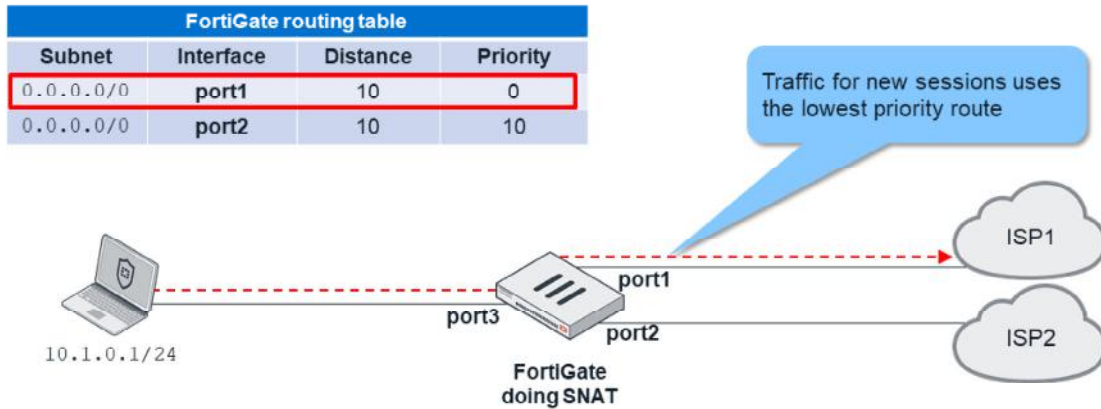 FortiGate routing table
Subnet Interface Distance Priority
0.0.0.0/0 port1 10 0
0.0.0.0/0 port2 10 10
Traffic for new sessions uses
the lowest priority route
ISP1
port1
port3
port2
ISP2
10.1.0.1/24
FortiGate
doing SNAT